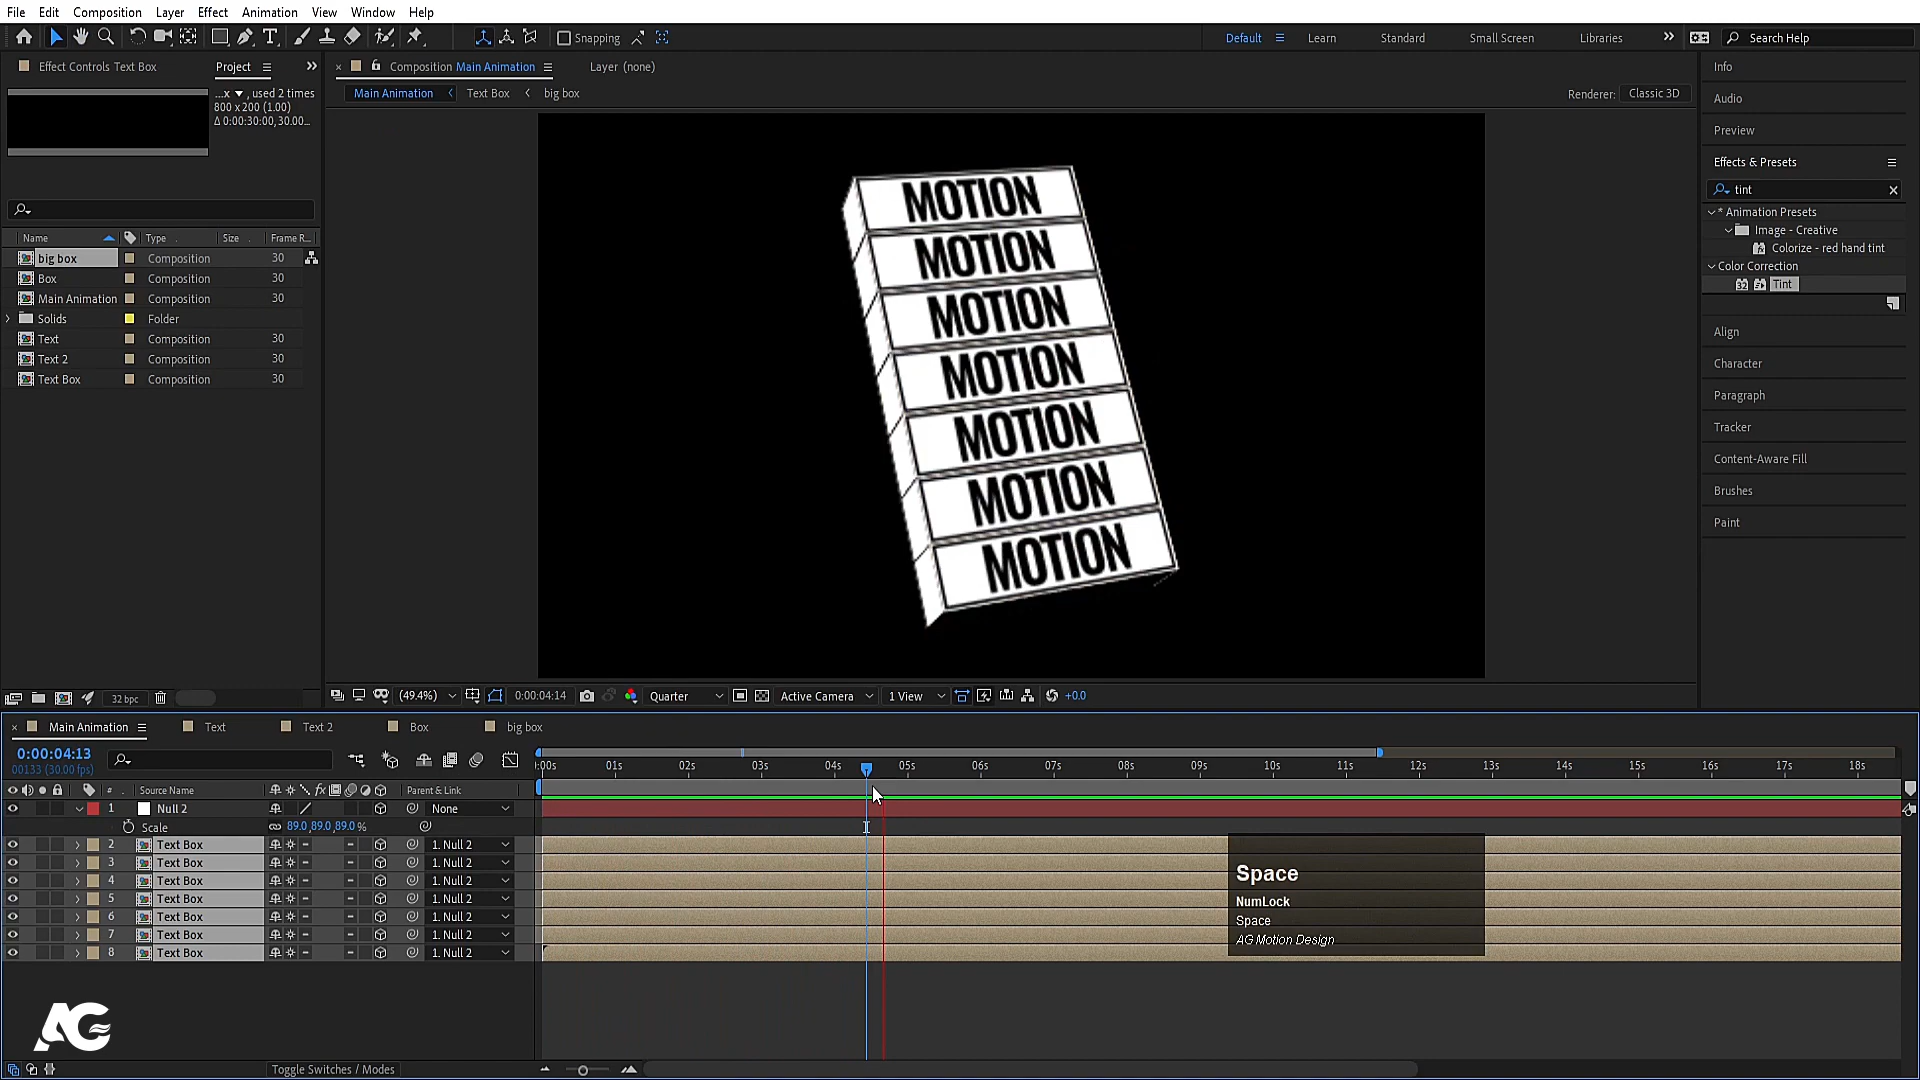 File Edit Composition Layer Effect Animation View Window Help
Snapping
Default Learn Standard Small Screen Libraries Search Help
Effect Controls Text Box Project
Composition Main Animation Layer (none)
Main Animation Text Box big box
Renderer: Classic 3D
...x , used 2 times
800 x 200 (1.00)
Δ 0:00:30:00, 30.00...
Name Type Size Frame R...
big box Composition 30
Box Composition 30
Main Animation Composition 30
Solids Folder
Text Composition 30
Text 2 Composition 30
Text Box Composition 30
32 bpc
MOTION
MOTION
MOTION
MOTION
MOTION
MOTION
MOTION
(49.4%) 0:00:04:14 Quarter Active Camera 1 View +0.0
Info
Audio
Preview
Effects & Presets
tint
* Animation Presets
Image - Creative
Colorize - red hand tint
Color Correction
32 Tint
Align
Character
Paragraph
Tracker
Content-Aware Fill
Brushes
Paint
Main Animation Text Text 2 Box big box
0:00:04:13
00133 (30.00 fps)
:00s 01s 02s 03s 04s 05s 06s 07s 08s 09s 10s 11s 12s 13s 14s 15s 16s 17s 18s
# Source Name fx Parent & Link
1 Null 2 None
Scale 89.0,89.0,89.0 %
2 Text Box 1. Null 2
3 Text Box 1. Null 2
4 Text Box 1. Null 2
5 Text Box 1. Null 2
6 Text Box 1. Null 2
7 Text Box 1. Null 2
8 Text Box 1. Null 2
Space
NumLock
Space
AG Motion Design
AG
Toggle Switches / Modes